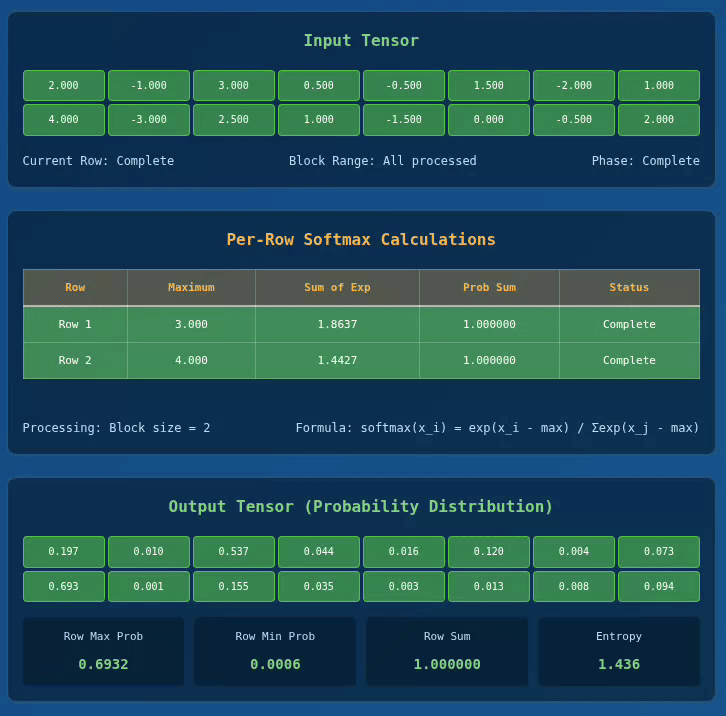 Input Tensor
2.000 -1.000 3.000 0.500 -0.500 1.500 -2.000 1.000
4.000 -3.000 2.500 1.000 -1.500 0.000 -0.500 2.000
Current Row: Complete Block Range: All processed Phase: Complete
Per-Row Softmax Calculations
Row Maximum Sum of Exp Prob Sum Status
Row 1 3.000 1.8637 1.000000 Complete
Row 2 4.000 1.4427 1.000000 Complete
Processing: Block size = 2 Formula: softmax(x_i) = exp(x_i - max) / Σexp(x_j - max)
Output Tensor (Probability Distribution)
0.197 0.010 0.537 0.044 0.016 0.120 0.004 0.073
0.693 0.001 0.155 0.035 0.003 0.013 0.008 0.094
Row Max Prob Row Min Prob Row Sum Entropy
0.6932 0.0006 1.000000 1.436